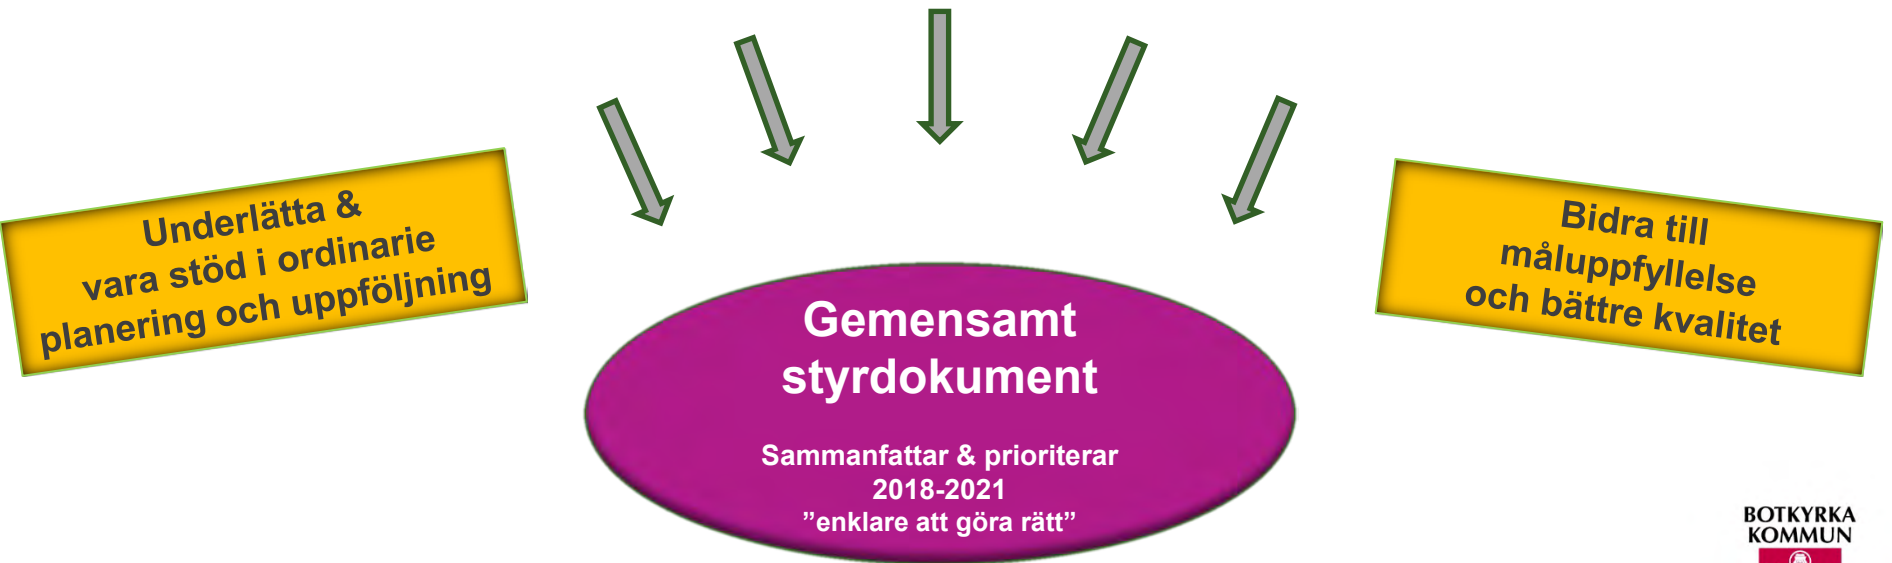 Underlätta &
vara stöd i ordinarie
planering och uppföljning
Gemensamt
styrdokument
Sammanfattar & prioriterar
2018-2021
”enklare att göra rätt”
Bidra till
måluppfyllelse
och bättre kvalitet
BOTKYRKA
KOMMUN